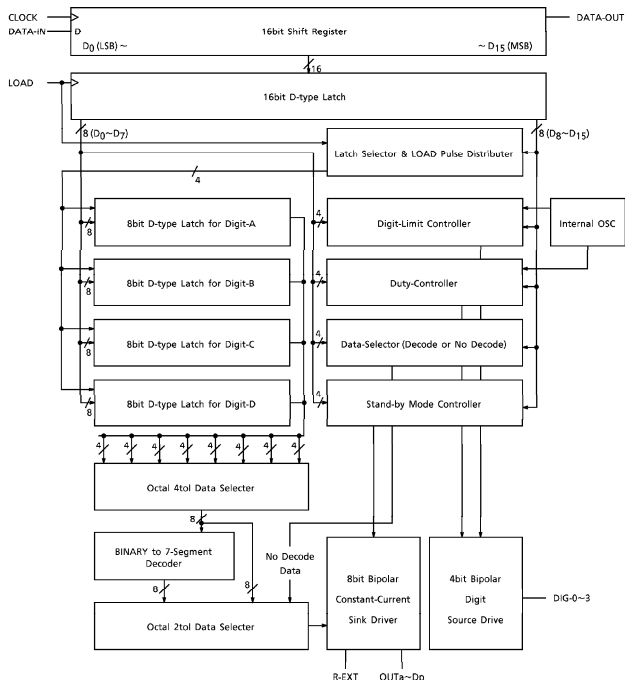 CLOCK
DATA-IN
D
16bit Shift Register
D0 (LSB) ~
~ D15 (MSB)
DATA-OUT
16
LOAD
16bit D-type Latch
8 (D0~D7)
8 (D8~D15)
Latch Selector & LOAD Pulse Distributer
4
8
8bit D-type Latch for Digit-A
4
Digit-Limit Controller
Internal OSC
8
8bit D-type Latch for Digit-B
4
Duty-Controller
8
8bit D-type Latch for Digit-C
4
Data-Selector (Decode or No Decode)
8
8bit D-type Latch for Digit-D
4
Stand-by Mode Controller
4 4 4 4 4 4 4 4
Octal 4to1 Data Selecter
8
BINARY to 7-Segment
Decoder
No Decode
Data
8
8
Octal 2to1 Data Selecter
8bit Bipolar
Constant-Current
Sink Driver
4bit Bipolar
Digit
Source Drive
DIG-0~3
R-EXT
OUTa~Dp